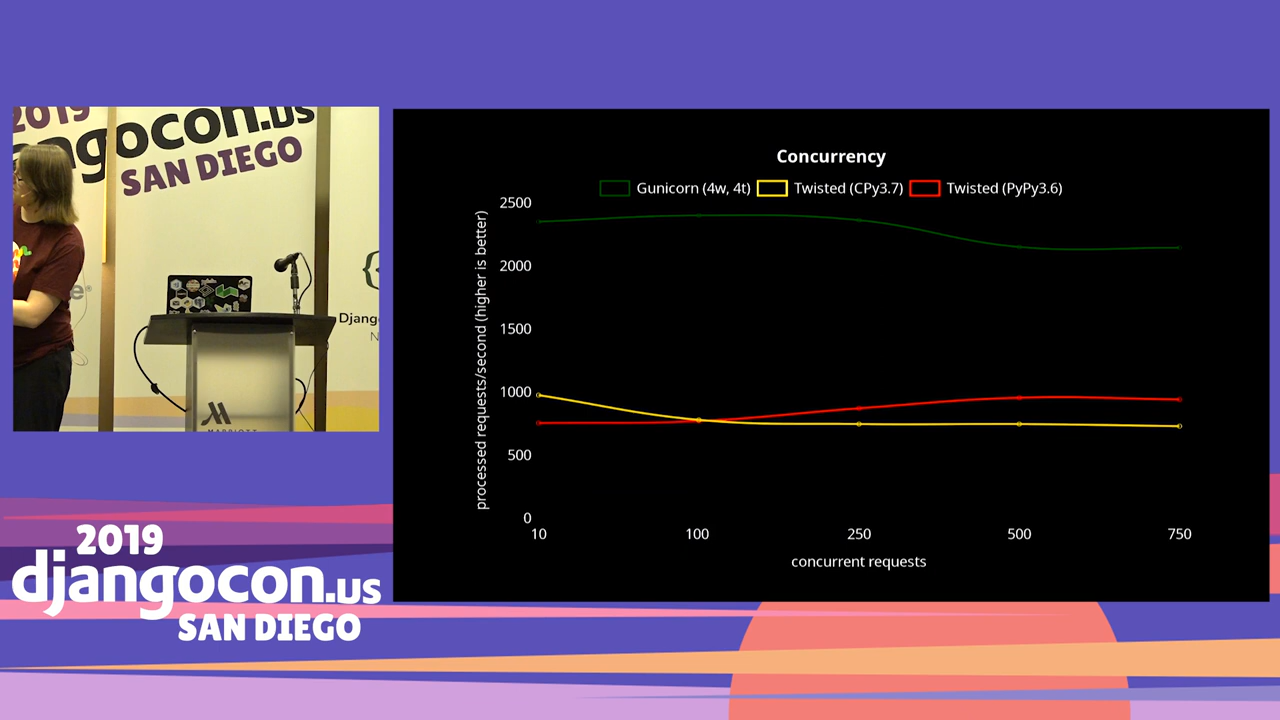 2019
djangocon.us
SAN DIEGO
Djang
N
MARRIOTT
Concurrency
Gunicorn (4w, 4t) Twisted (CPy3.7) Twisted (PyPy3.6)
processed requests/second (higher is better)
2500
2000
1500
1000
500
0
10 100 250 500 750
concurrent requests
2019
djangocon.us
SAN DIEGO